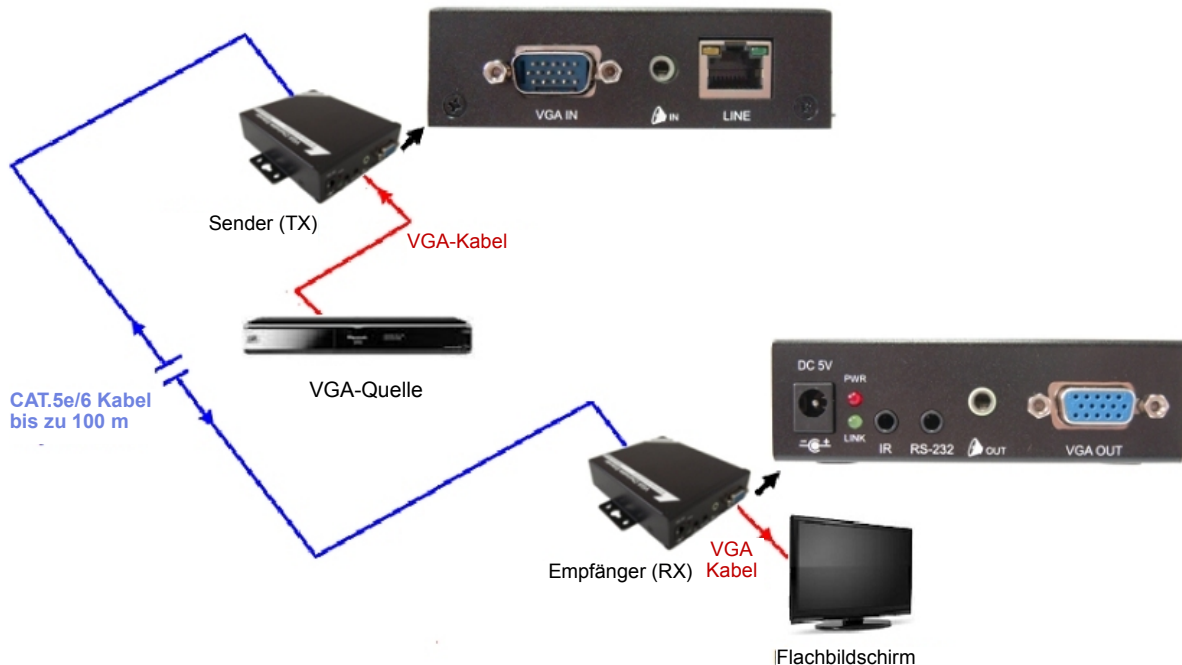 VGA IN
IN
LINE
Sender (TX)
VGA-Kabel
VGA-Quelle
CAT.5e/6 Kabel
bis zu 100 m
DC 5V
PWR
LINK
IR
RS-232
OUT
VGA OUT
Empfänger (RX)
VGA
Kabel
Flachbildschirm